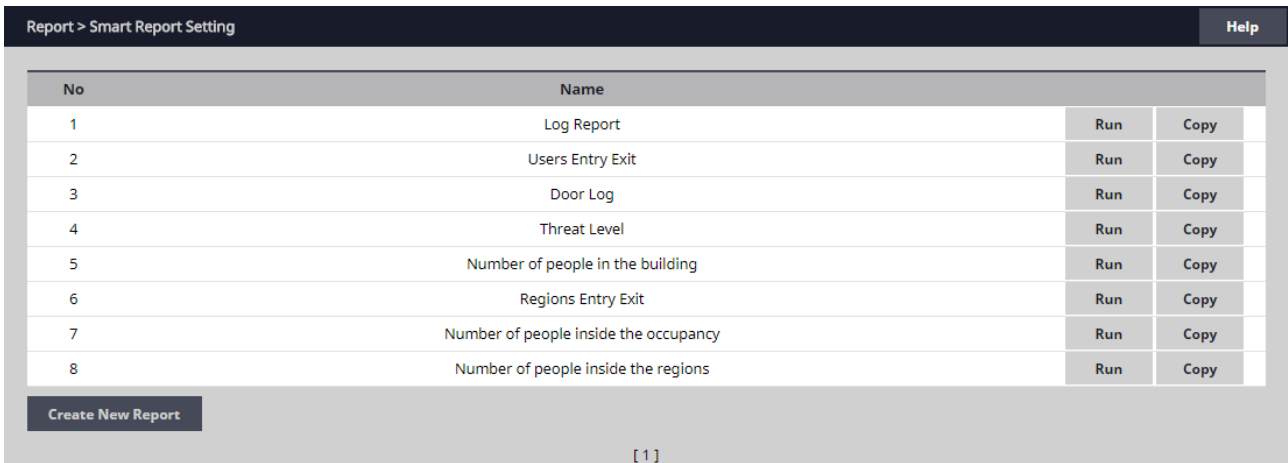 Report > Smart Report Setting Help
No Name
1 Log Report Run Copy
2 Users Entry Exit Run Copy
3 Door Log Run Copy
4 Threat Level Run Copy
5 Number of people in the building Run Copy
6 Regions Entry Exit Run Copy
7 Number of people inside the occupancy Run Copy
8 Number of people inside the regions Run Copy
Create New Report
[ 1 ]